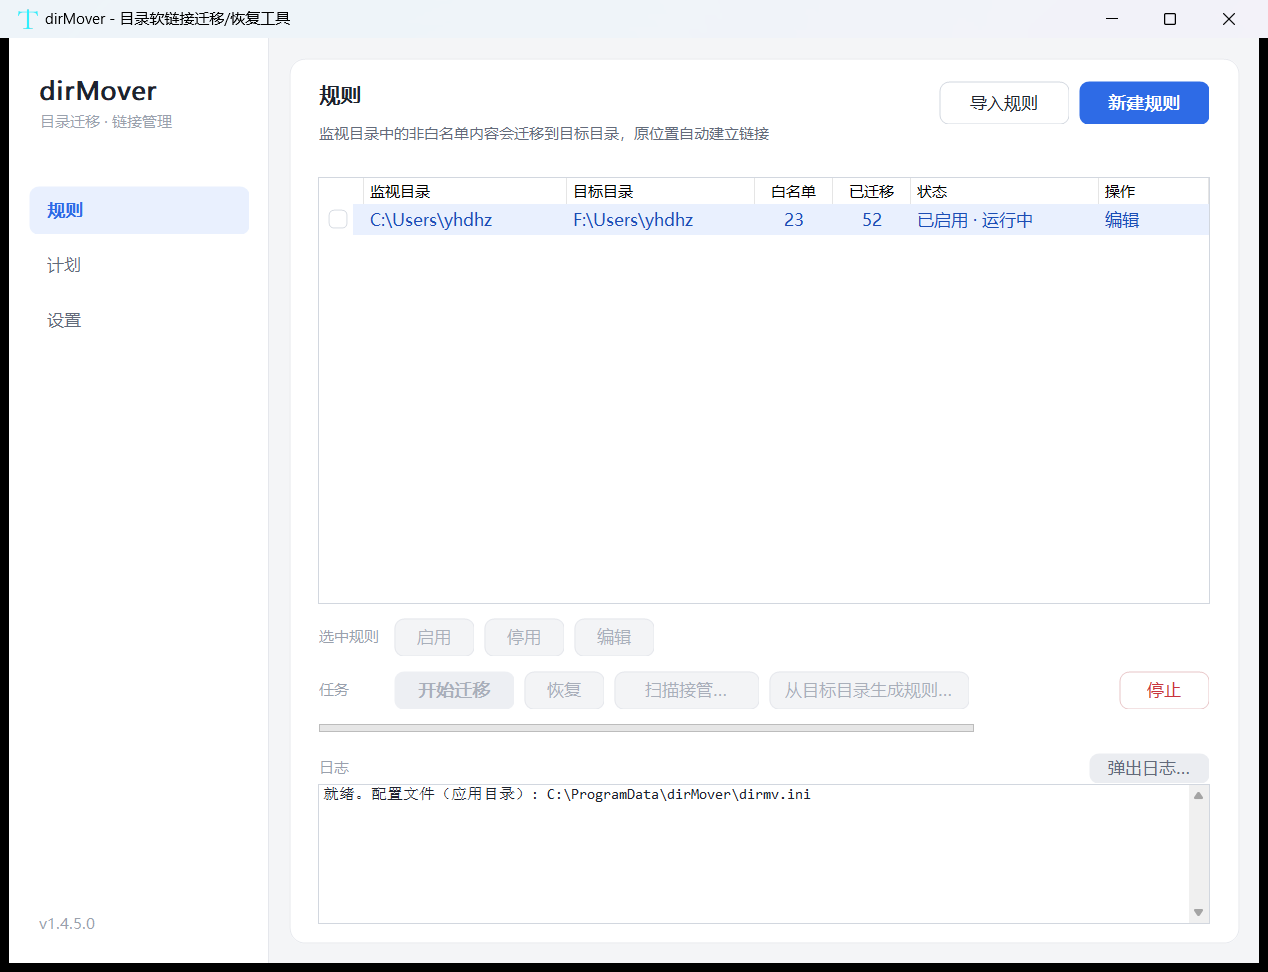 dirMover - 目录软链接迁移/恢复工具
dirMover
目录迁移 · 链接管理
规则
计划
设置
v1.4.5.0
规则
监视目录中的非白名单内容会迁移到目标目录，原位置自动建立链接
导入规则
新建规则
监视目录 目标目录 白名单 已迁移 状态 操作
C:\Users\yhdhz F:\Users\yhdhz 23 52 已启用 · 运行中 编辑
选中规则 启用 停用 编辑
任务 开始迁移 恢复 扫描接管... 从目标目录生成规则... 停止
日志 弹出日志...
就绪。配置文件（应用目录）: C:\ProgramData\dirMover\dirmv.ini